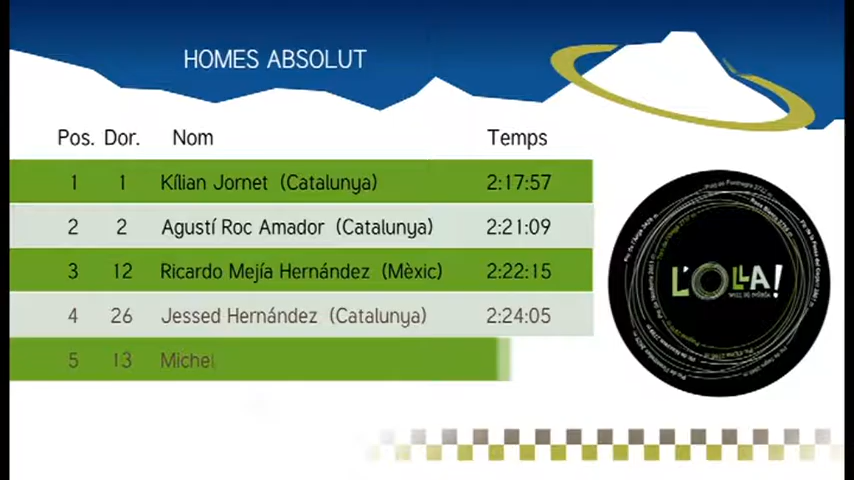 HOMES ABSOLUT
Pos. Dor. Nom Temps
1 1 Kílian Jornet (Catalunya) 2:17:57
2 2 Agustí Roc Amador (Catalunya) 2:21:09
3 12 Ricardo Mejía Hernández (Mèxic) 2:22:15
4 26 Jessed Hernández (Catalunya) 2:24:05
5 13 Michel
L'OLLA!